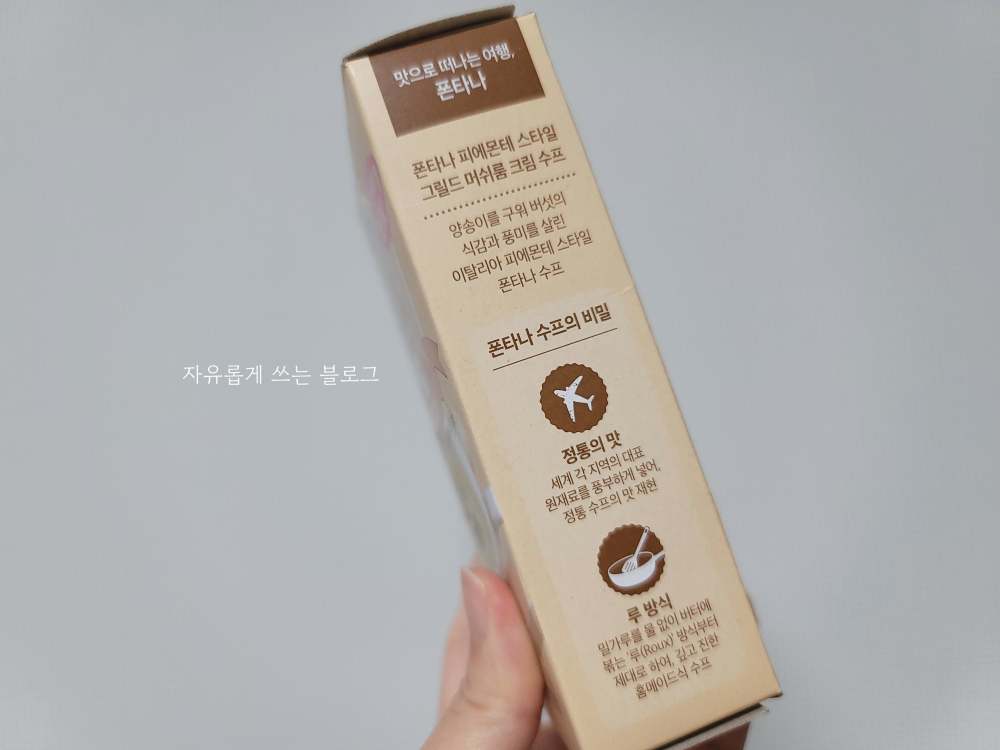 맛으로 떠나는 여행,
폰타나
폰타나 피에몬테 스타일
그릴드 머쉬룸 크림 수프
양송이를 구워 버섯의
식감과 풍미를 살린
이탈리아 피에몬테 스타일
폰타나 수프
폰타나 수프의 비밀
자유롭게 쓰는 블로그
정통의 맛
세계 각 지역의 대표
원재료를 풍부하게 넣어,
정통 수프의 맛 재현
루 방식
밀가루를 물 없이 버터에
볶는 '루(Roux)' 방식부터
제대로 하여, 깊고 진한
홈메이드식 수프